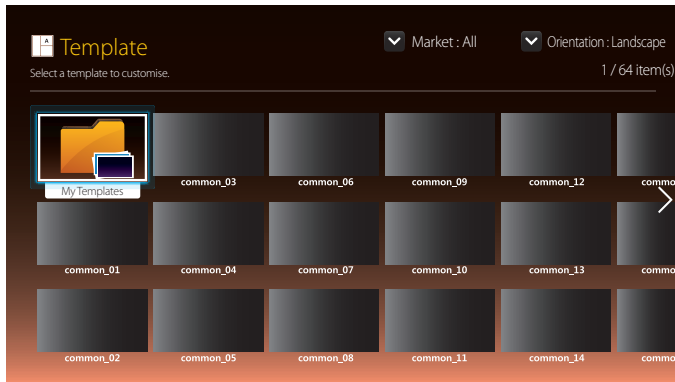 A
Template
Market : All
Orientation : Landscape
Select a template to customise.
1 / 64 item(s)
My Templates
common_03
common_06
common_09
common_12
common_01
common_04
common_07
common_10
common_13
common_02
common_05
common_08
common_11
common_14